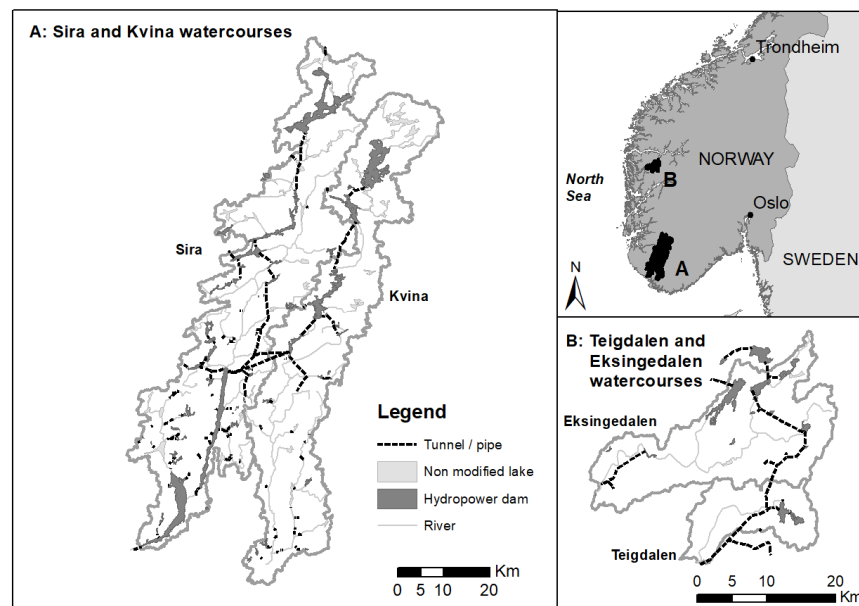 A: Sira and Kvina watercourses
Sira
Kvina
Legend
Tunnel / pipe
Non modified lake
Hydropower dam
River
Km
0 5 10 20
Trondheim
NORWAY
B
North
Sea
Oslo
SWEDEN
A
N
B: Teigdalen and
Eksingedalen
watercourses
Eksingedalen
Teigdalen
0 5 10 20
Km